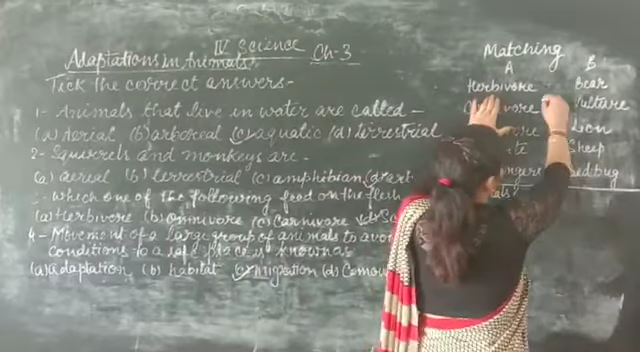 IV Science Ch-3
Adaptations in Animals
Tick the correct answers-
1- Animals that live in water are called -
(a) Aerial (b) arboreal (c) aquatic (d) terrestrial
2- Squirrels and monkeys are -
(a) aereal (b) terrestrial (c) amphibian (d)
which one of the following feed on the flesh
(a) Herbivore (b) omnivore (c) Carnivore (d)
4- Movement of a large group of animals to
conditions to a safe place is known as
(a) adaptation (b) habitat (c) migration (d)
Matching
A B
Herbivore Bear
Vulture
Lion
Sheep
bug